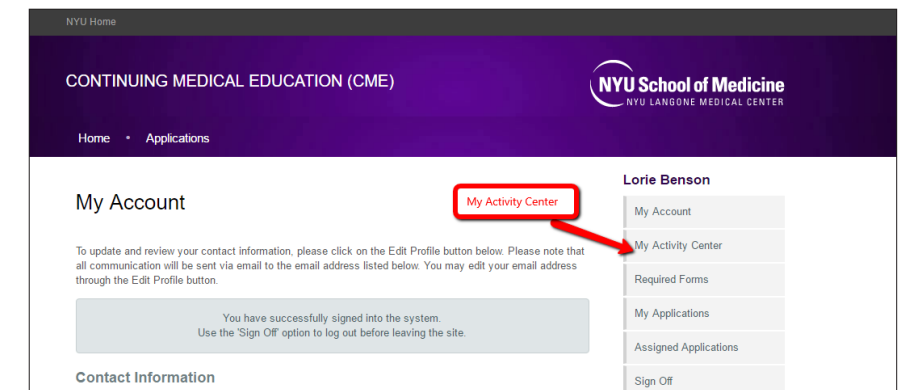 NYU Home
CONTINUING MEDICAL EDUCATION (CME)
NYU School of Medicine
NYU LANGONE MEDICAL CENTER
Home • Applications
My Account
My Activity Center
To update and review your contact information, please click on the Edit Profile button below. Please note that
all communication will be sent via email to the email address listed below. You may edit your email address
through the Edit Profile button.
You have successfully signed into the system.
Use the 'Sign Off' option to log out before leaving the site.
Contact Information
Lorie Benson
My Account
My Activity Center
Required Forms
My Applications
Assigned Applications
Sign Off